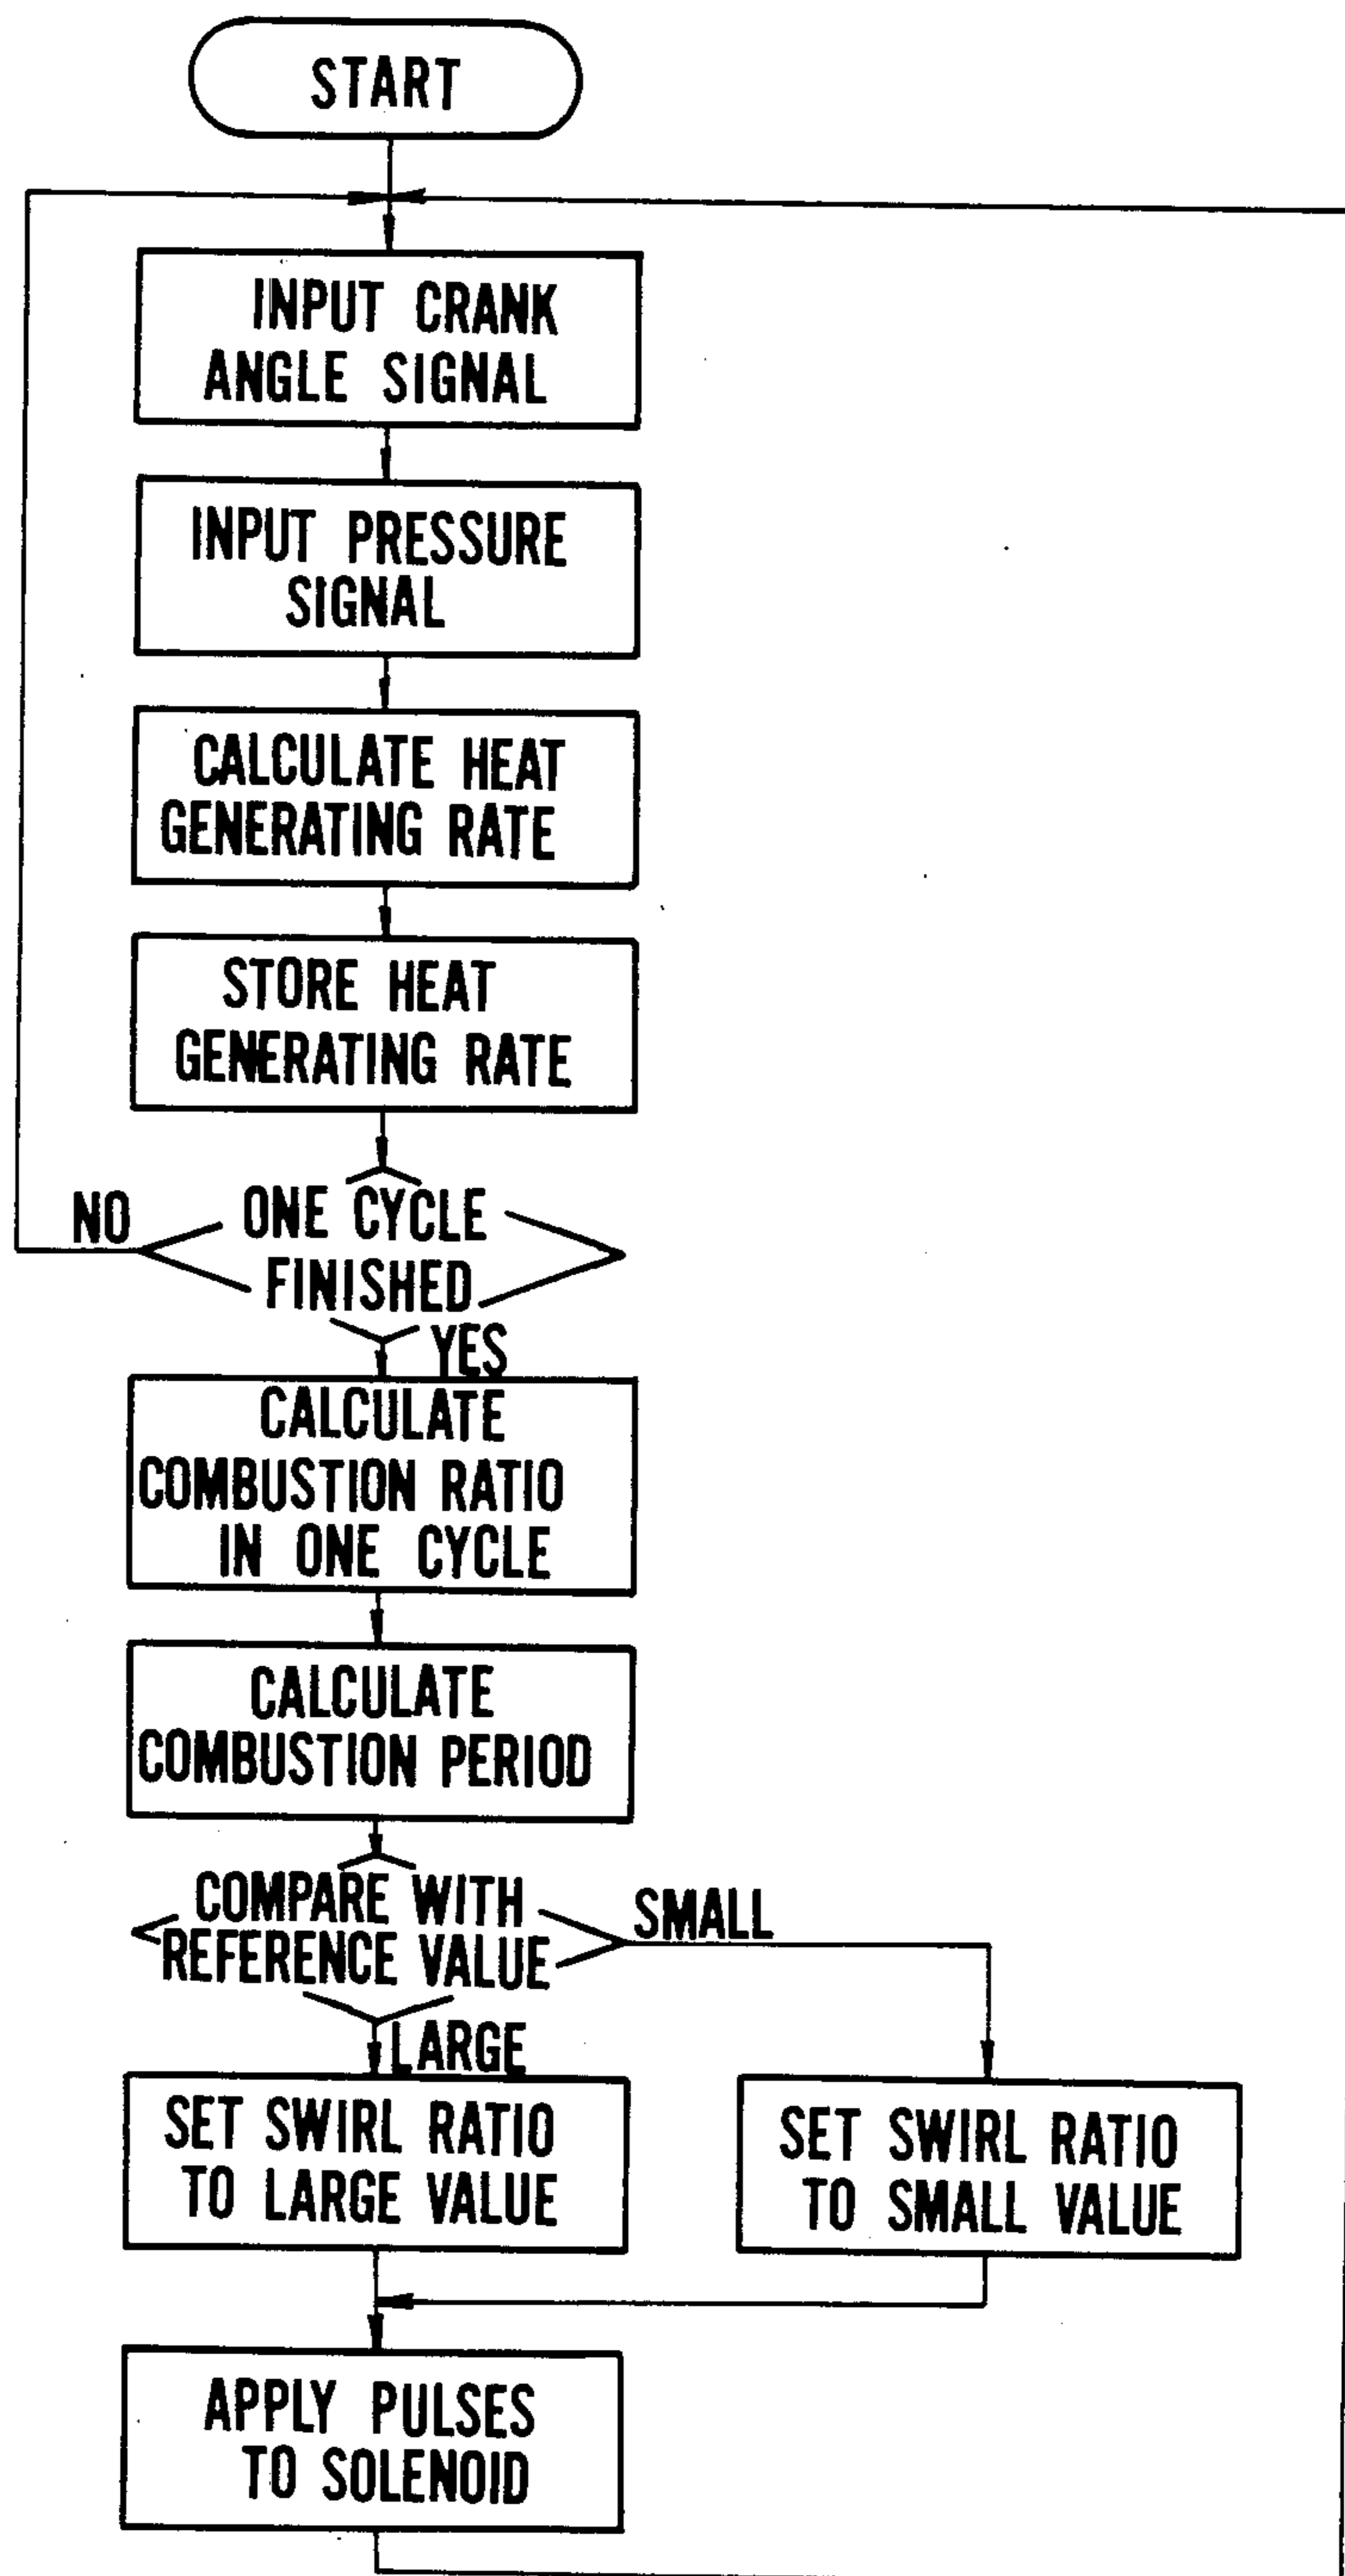 START
INPUT CRANK
ANGLE SIGNAL
INPUT PRESSURE
SIGNAL
CALCULATE HEAT
GENERATING RATE
STORE HEAT
GENERATING RATE
NO
ONE CYCLE
FINISHED
YES
CALCULATE
COMBUSTION RATIO
IN ONE CYCLE
CALCULATE
COMBUSTION PERIOD
COMPARE WITH
REFERENCE VALUE
SMALL
LARGE
SET SWIRL RATIO
TO LARGE VALUE
SET SWIRL RATIO
TO SMALL VALUE
APPLY PULSES
TO SOLENOID